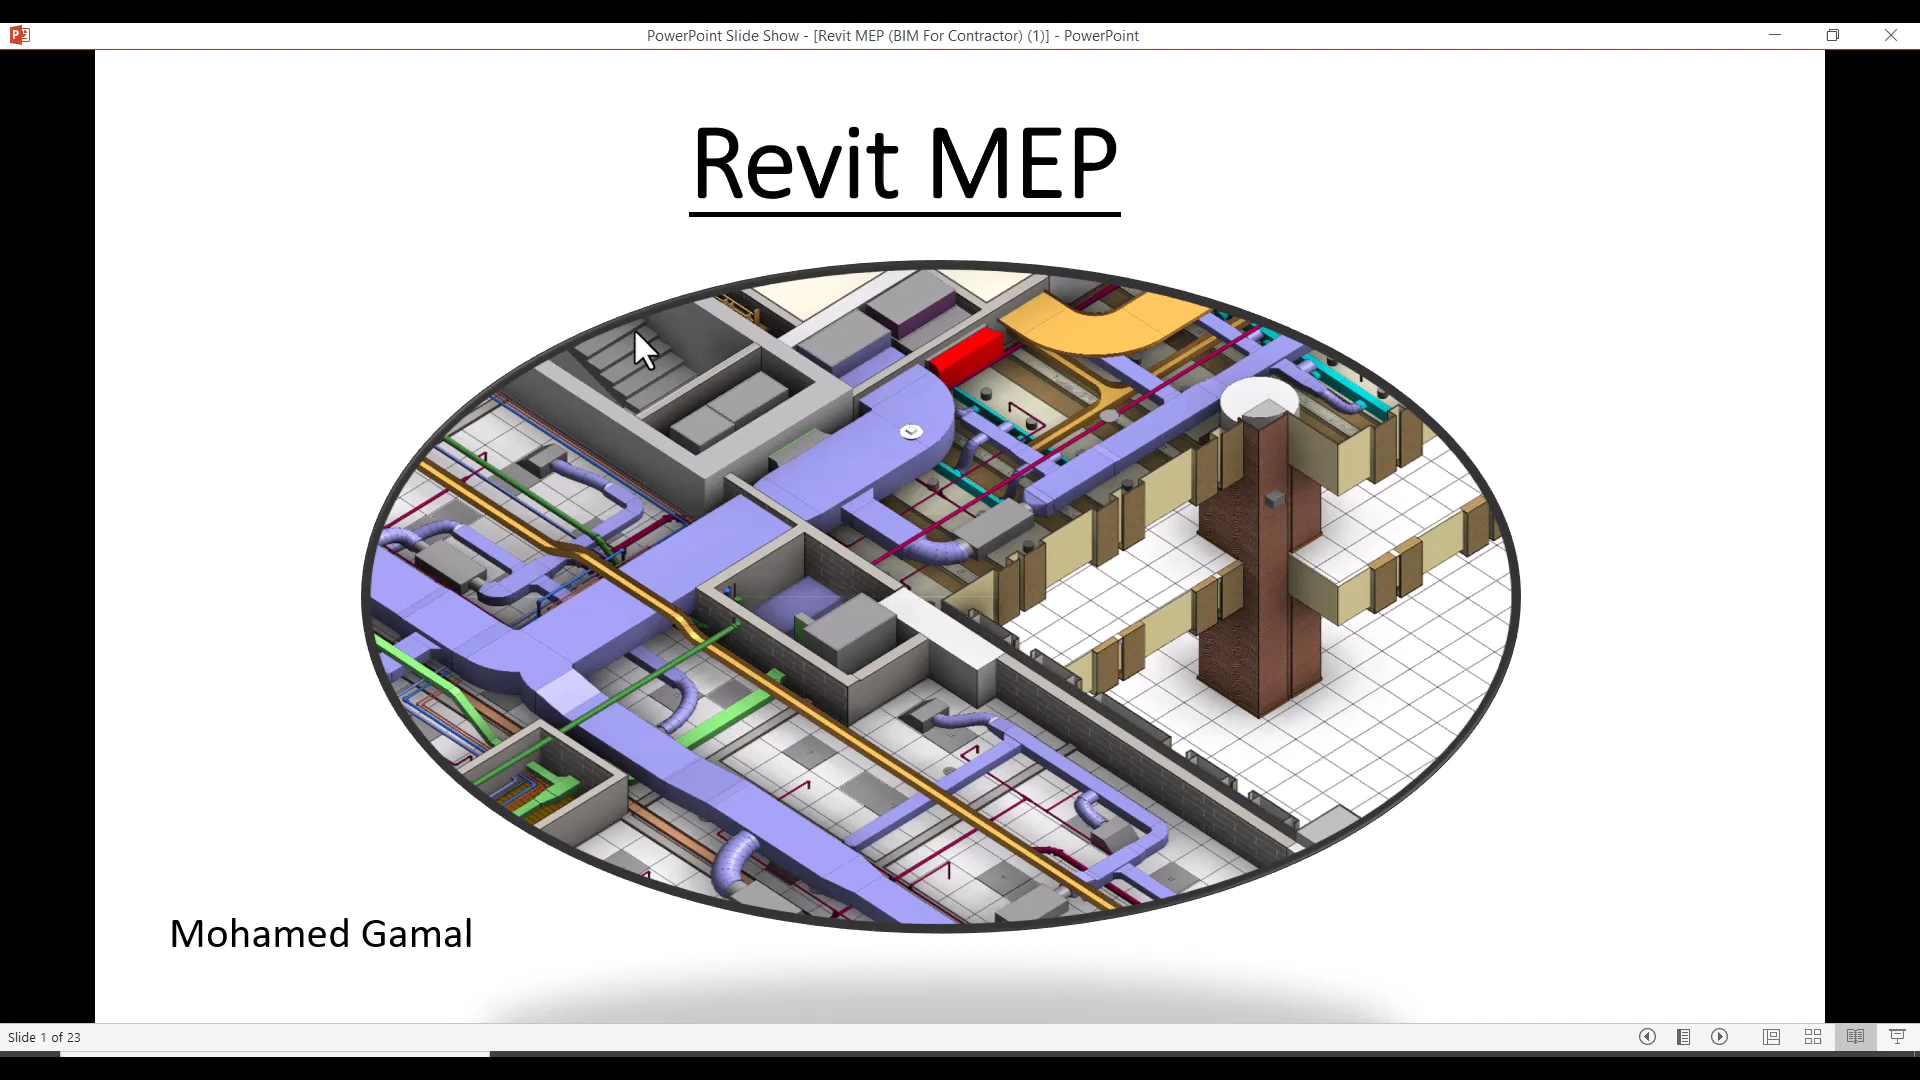 PowerPoint Slide Show - [Revit MEP (BIM For Contractor) (1)] - PowerPoint
Revit MEP
Mohamed Gamal
Slide 1 of 23